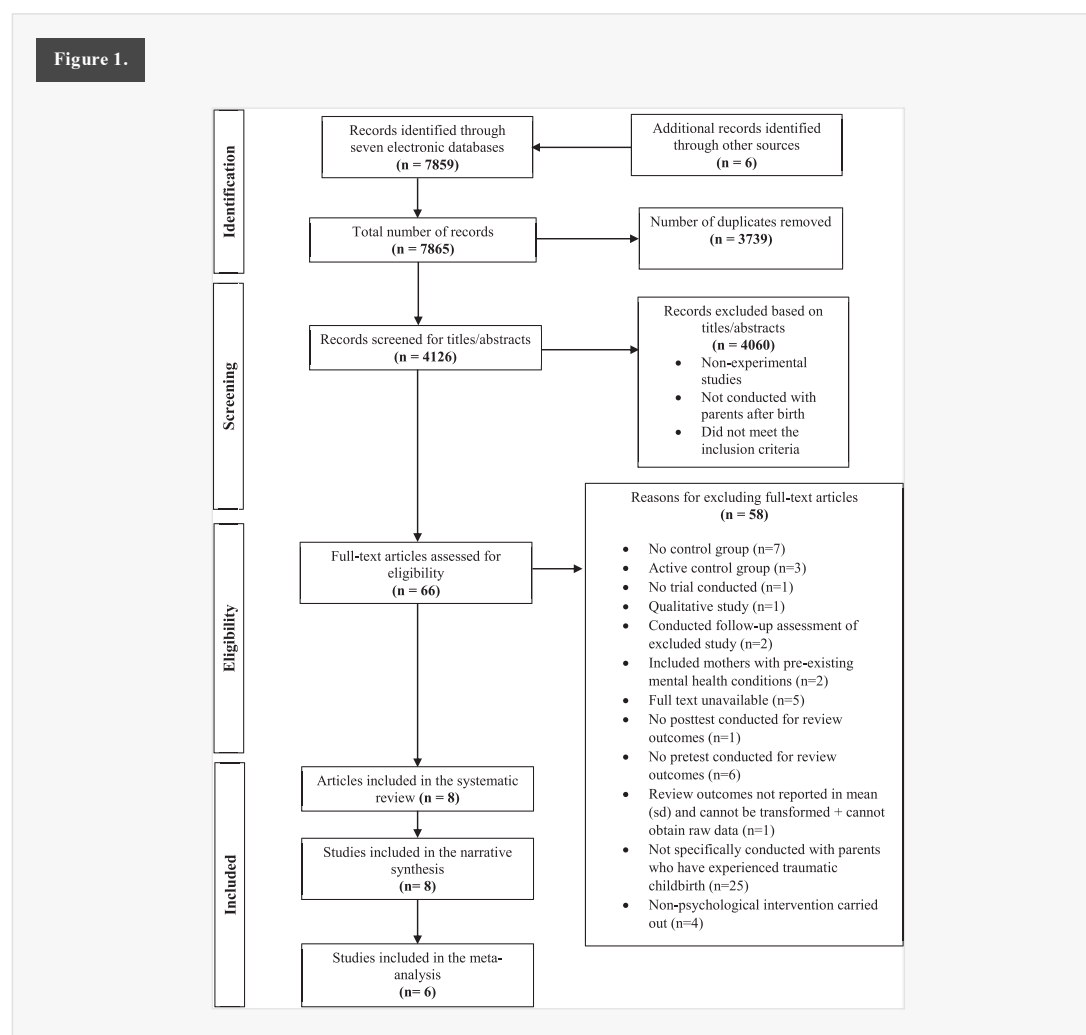 Figure 1.
Identification
Records identified through
seven electronic databases
(n = 7859)
Additional records identified
through other sources
(n = 6)
Total number of records
(n = 7865)
Number of duplicates removed
(n = 3739)
Screening
Records screened for titles/abstracts
(n = 4126)
Records excluded based on
titles/abstracts
(n = 4060)
• Non-experimental
studies
• Not conducted with
parents after birth
• Did not meet the
inclusion criteria
Eligibility
Full-text articles assessed for
eligibility
(n = 66)
Reasons for excluding full-text articles
(n = 58)
• No control group (n=7)
• Active control group (n=3)
• No trial conducted (n=1)
• Qualitative study (n=1)
• Conducted follow-up assessment of
excluded study (n=2)
• Included mothers with pre-existing
mental health conditions (n=2)
• Full text unavailable (n=5)
• No posttest conducted for review
outcomes (n=1)
• No pretest conducted for review
outcomes (n=6)
• Review outcomes not reported in mean
(sd) and cannot be transformed + cannot
obtain raw data (n=1)
• Not specifically conducted with parents
who have experienced traumatic
childbirth (n=25)
• Non-psychological intervention carried
out (n=4)
Included
Articles included in the systematic
review (n = 8)
Studies included in the narrative
synthesis
(n= 8)
Studies included in the meta-
analysis
(n= 6)